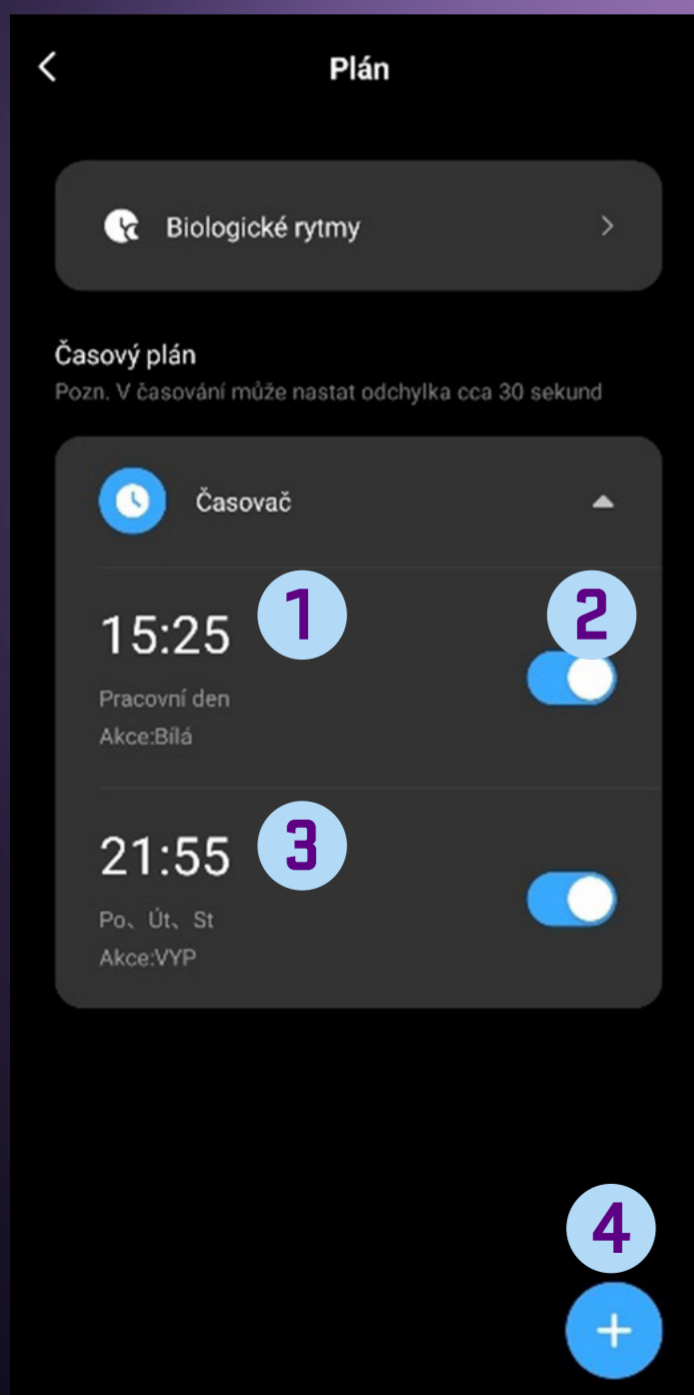 Plán
Biologické rytmy
Časový plán
Pozn. V časování může nastat odchylka cca 30 sekund
Časovač
15:25
1
2
Pracovní den
Akce:Bílá
21:55
3
Po、Út、St
Akce:VYP
4